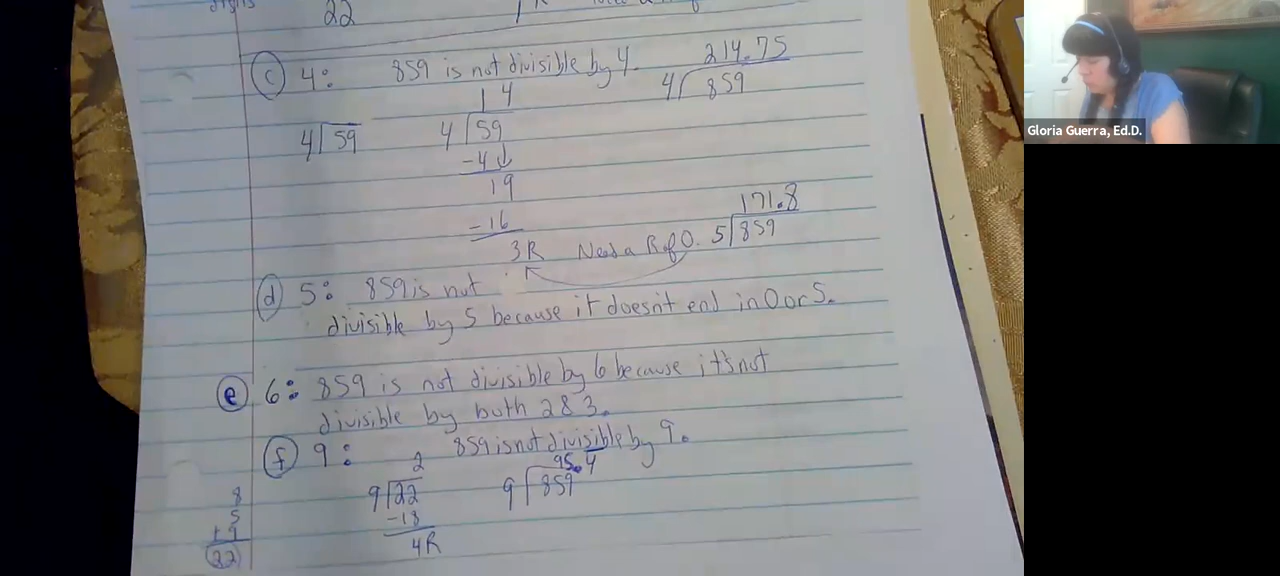 22
c 4: 859 is not divisible by 4. 214.75
4 859
14
4 59 4 59
-4
19
-16
3R Need a R of 0. 171.8
5 859
d 5: 859 is not
divisible by 5 because it doesn't end in 0 or 5.
e 6: 859 is not divisible by 6 because it's not
divisible by both 2 & 3.
f 9: 859 is not divisible by 9.
2 95.4
9 22 9 859
-18
4R
8
5
+9
22
Gloria Guerra, Ed.D.